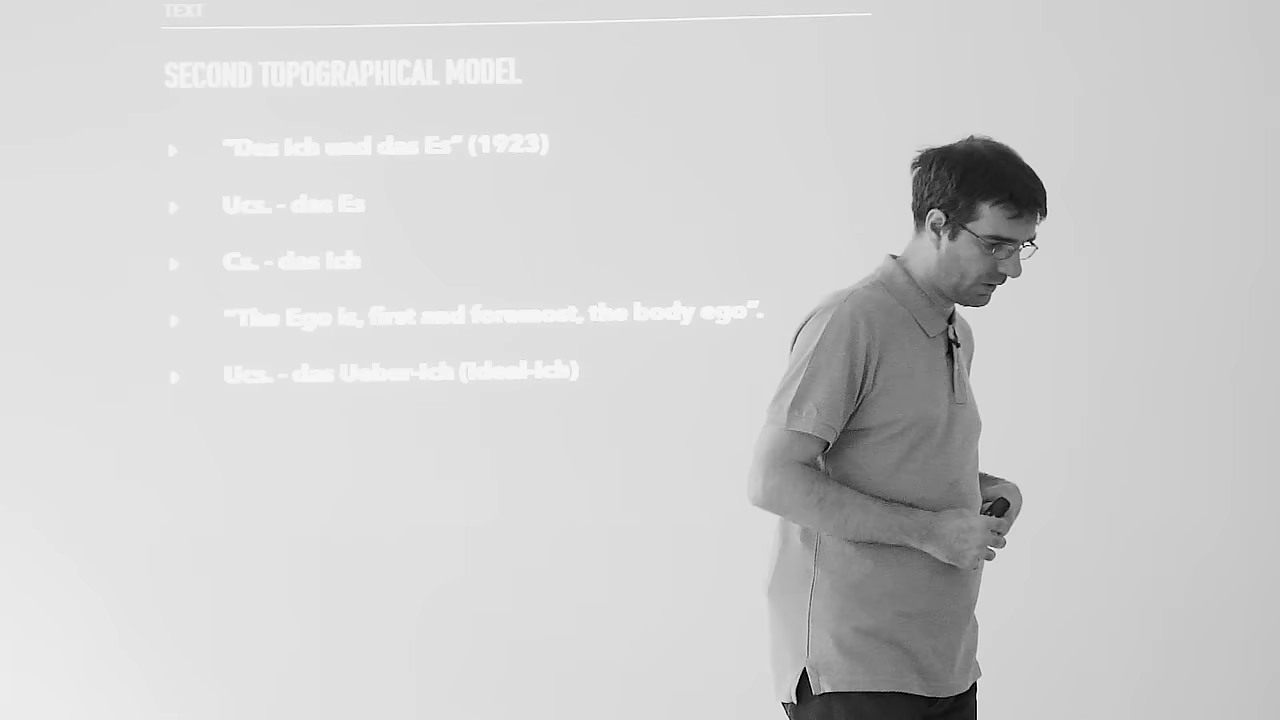 TEXT
SECOND TOPOGRAPHICAL MODEL
"Das Ich und das Es" (1923)
Ucs. - das Es
Cs. - das Ich
"The Ego is, first and foremost, the body ego".
Ucs. - das Ueber-Ich (Ideal-Ich)